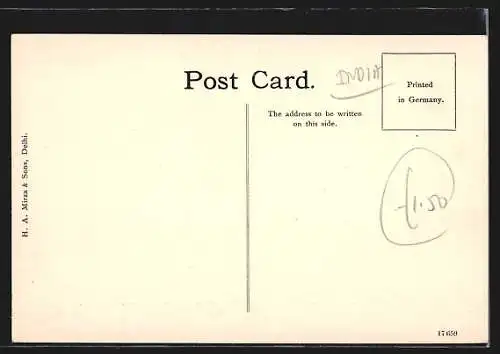 Post Card.
INDIA
Printed
in Germany.
The address to be written
on this side.
H. A. Mirza & Sons, Delhi.
£1.50
17659